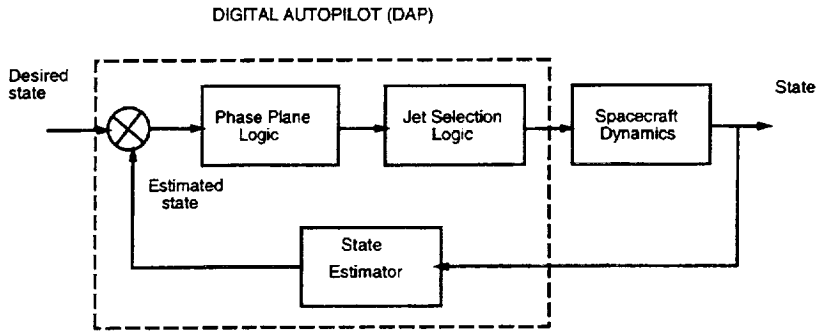 DIGITAL AUTOPILOT (DAP)
Desired
state
Phase Plane
Logic
Jet Selection
Logic
Spacecraft
Dynamics
State
Estimated
state
State
Estimator